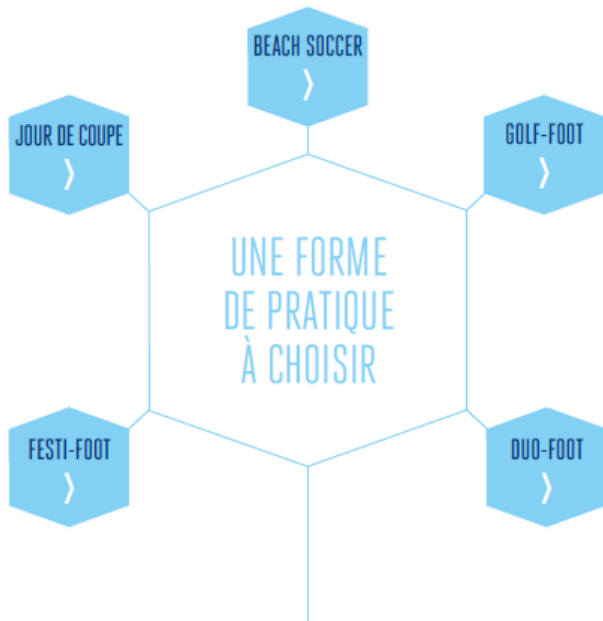 BEACH SOCCER
JOUR DE COUPE
GOLF-FOOT
UNE FORME
DE PRATIQUE
À CHOISIR
FESTI-FOOT
DUO-FOOT